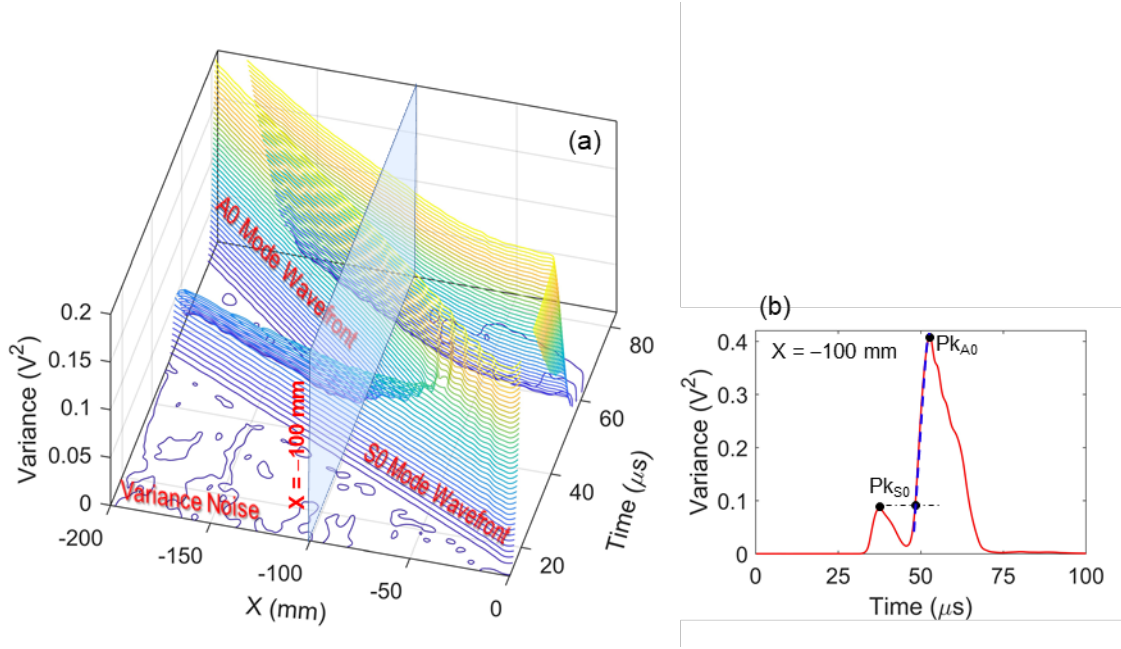 (a)
A0 Mode Wavefront
S0 Mode Wavefront
Variance Noise
X = −100 mm
Variance (V²)
0.2
0.15
0.1
0.05
0
-200
-150
-100
-50
0
X (mm)
20
40
60
80
Time (μs)
(b)
X = −100 mm
PkA0
PkS0
Variance (V²)
0.4
0.3
0.2
0.1
0
0
25
50
75
100
Time (μs)